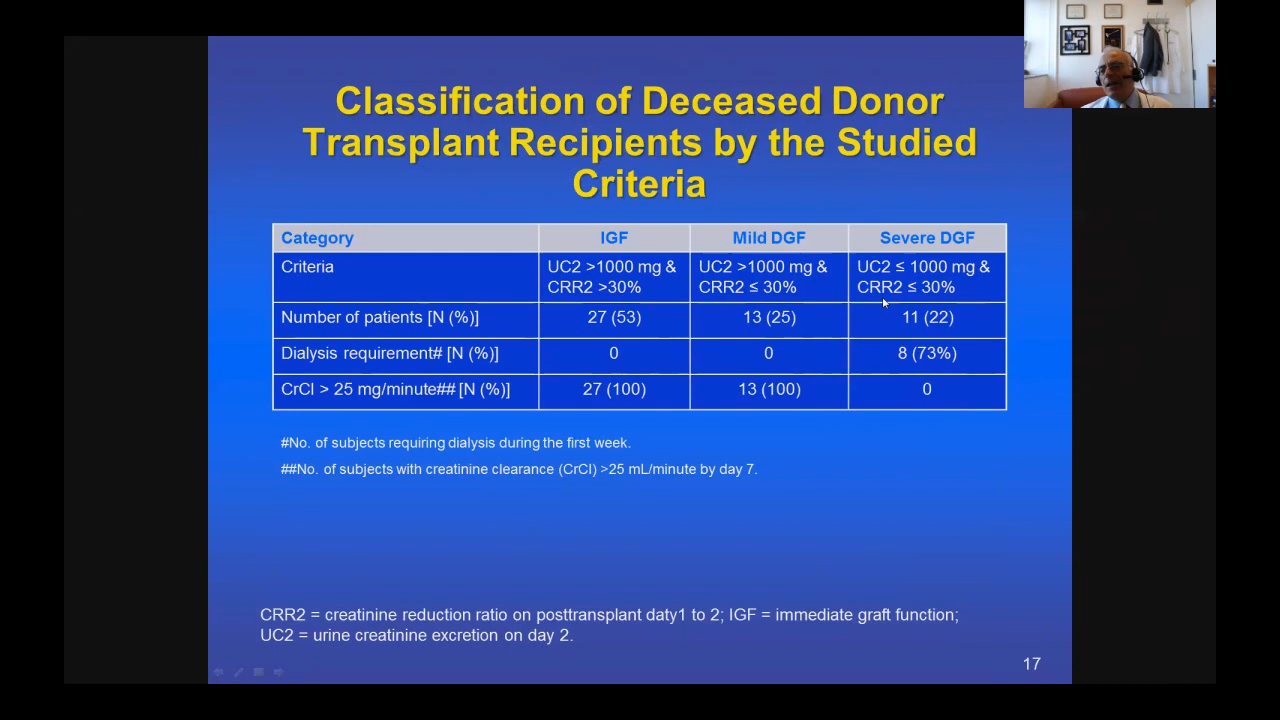 Classification of Deceased Donor
Transplant Recipients by the Studied
Criteria
Category IGF Mild DGF Severe DGF
Criteria UC2 >1000 mg & UC2 >1000 mg & UC2 ≤ 1000 mg &
CRR2 >30% CRR2 ≤ 30% CRR2 ≤ 30%
Number of patients [N (%)] 27 (53) 13 (25) 11 (22)
Dialysis requirement# [N (%)] 0 0 8 (73%)
CrCl > 25 mg/minute## [N (%)] 27 (100) 13 (100) 0
#No. of subjects requiring dialysis during the first week.
##No. of subjects with creatinine clearance (CrCl) >25 mL/minute by day 7.
CRR2 = creatinine reduction ratio on posttransplant daty1 to 2; IGF = immediate graft function;
UC2 = urine creatinine excretion on day 2.
17